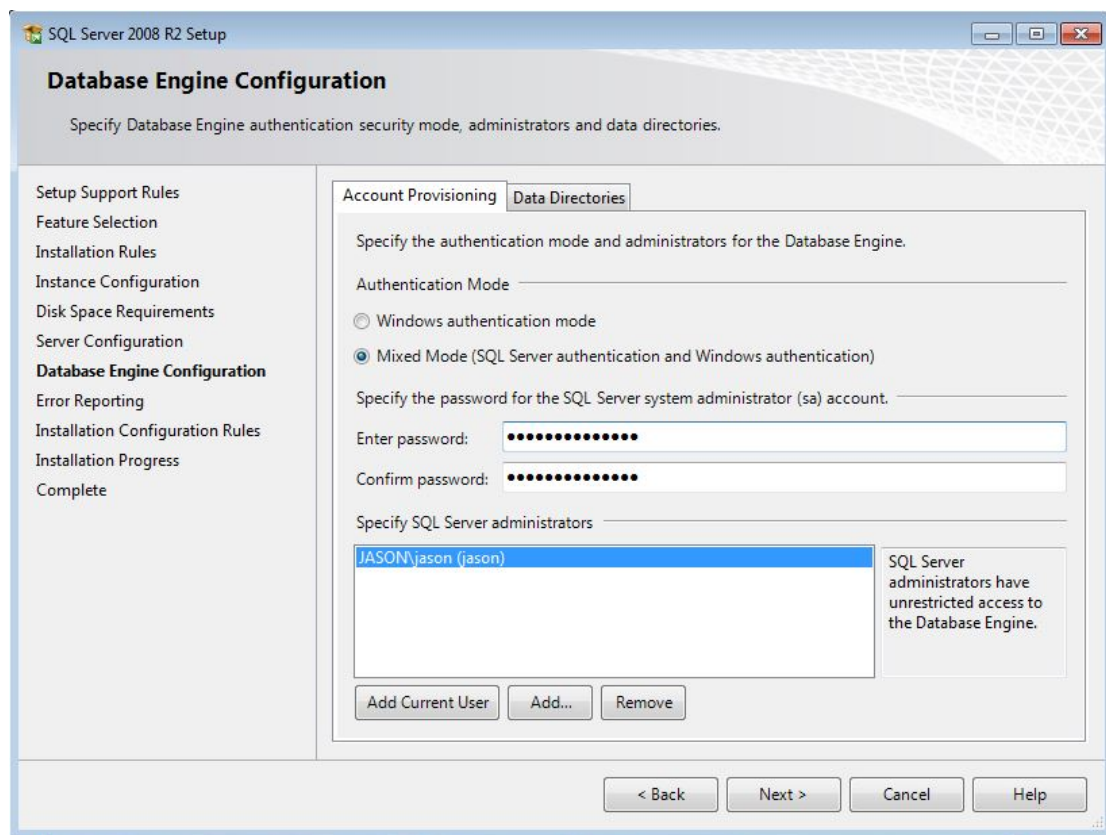 SQL Server 2008 R2 Setup
Database Engine Configuration
Specify Database Engine authentication security mode, administrators and data directories.
Setup Support Rules
Feature Selection
Installation Rules
Instance Configuration
Disk Space Requirements
Server Configuration
Database Engine Configuration
Error Reporting
Installation Configuration Rules
Installation Progress
Complete
Account Provisioning Data Directories
Specify the authentication mode and administrators for the Database Engine.
Authentication Mode
Windows authentication mode
Mixed Mode (SQL Server authentication and Windows authentication)
Specify the password for the SQL Server system administrator (sa) account.
Enter password: ●●●●●●●●●●●●●●
Confirm password: ●●●●●●●●●●●●●●
Specify SQL Server administrators
JASON\jason (jason)
SQL Server
administrators have
unrestricted access to
the Database Engine.
Add Current User Add... Remove
< Back Next > Cancel Help